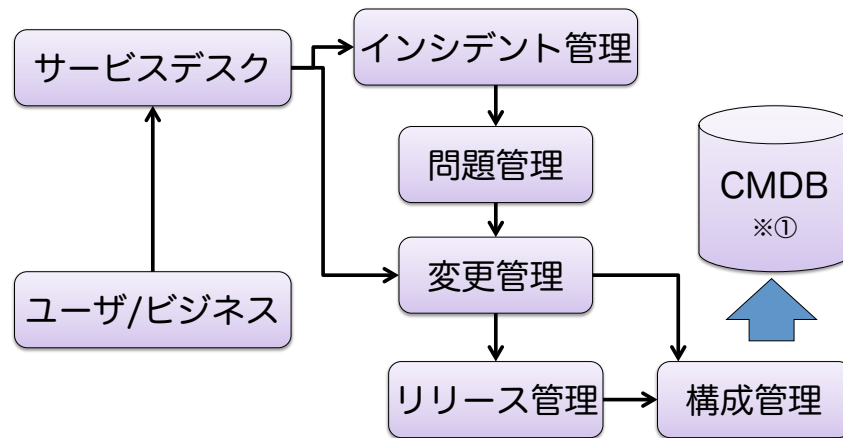 サービスデスク
インシデント管理
問題管理
CMDB
※①
変更管理
ユーザ/ビジネス
リリース管理
構成管理